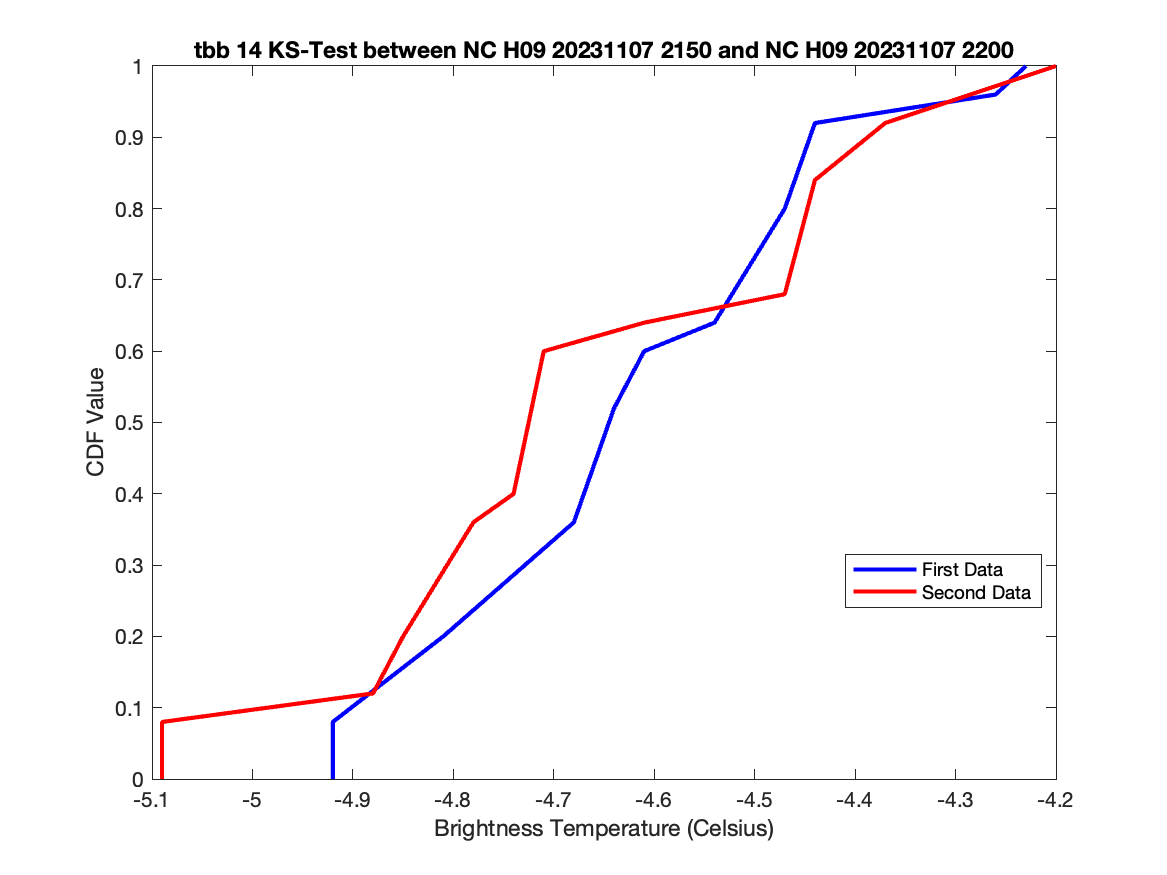 tbb 14 KS-Test between NC H09 20231107 2150 and NC H09 20231107 2200
1
0.9
0.8
0.7
0.6
0.5
0.4
0.3
0.2
0.1
0
CDF Value
First Data
Second Data
-5.1 -5 -4.9 -4.8 -4.7 -4.6 -4.5 -4.4 -4.3 -4.2
Brightness Temperature (Celsius)